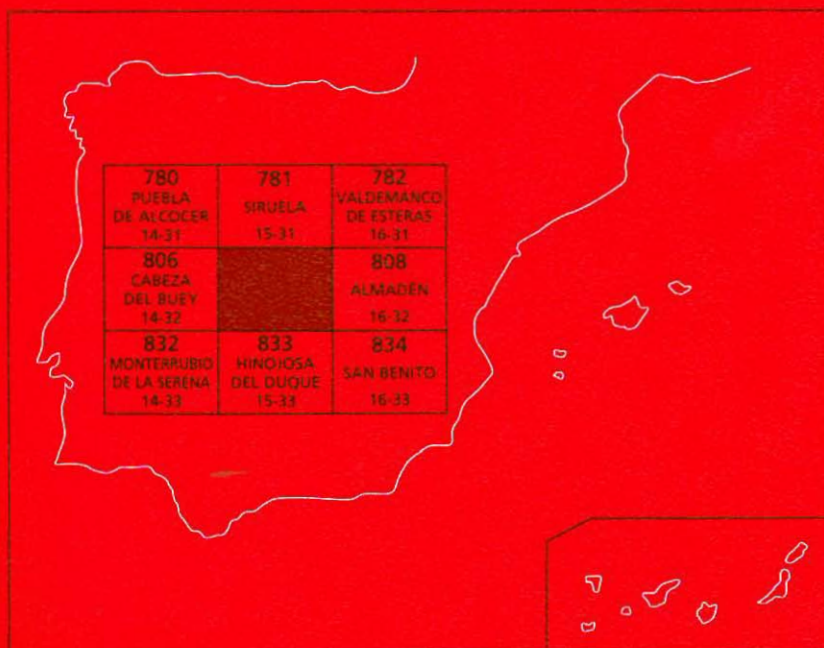 780
PUEBLA
DE ALCOCER
14-31
781
SIRUELA
15-31
782
VALDEMANCO
DE ESTERAS
16-31
806
CABEZA
DEL BUEY
14-32
808
ALMADÉN
16-32
832
MONTERRUBIO
DE LA SERENA
14-33
833
HINOJOSA
DEL DUQUE
15-33
834
SAN BENITO
16-33